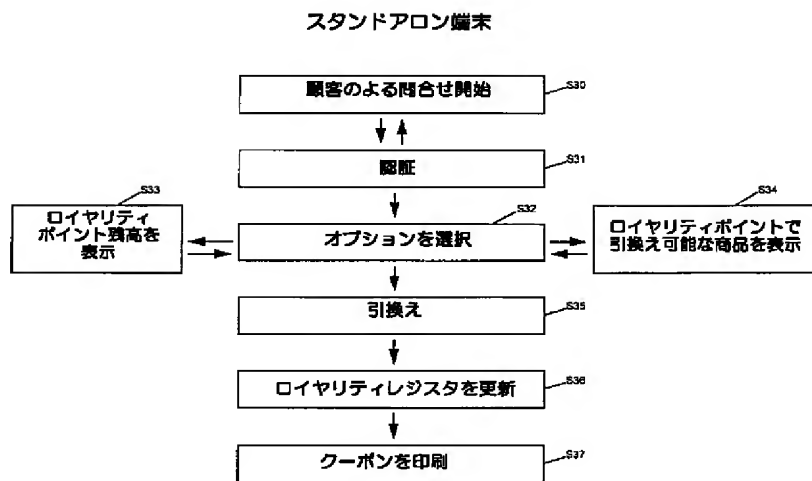 スタンドアロン端末
顧客のよる問合せ開始
S30
認証
S31
S33
ロイヤリティ
ポイント残高を
表示
S32
オプションを選択
S34
ロイヤリティポイントで
引換え可能な商品を表示
引換え
S35
ロイヤリティレジスタを更新
S36
クーポンを印刷
S37